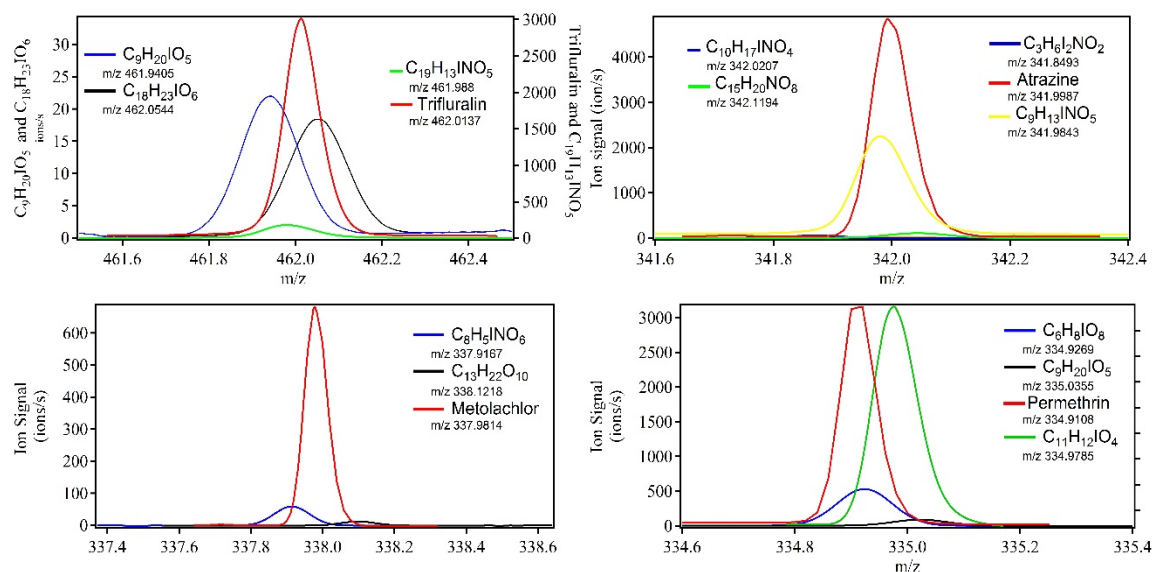 C9H20IO5 and C18H23IO6
ions/s
30
25
20
15
10
5
0
C9H20IO5
m/z 461.9405
C18H23IO6
m/z 462.0544
C19H13INO5
m/z 461.988
Trifluralin
m/z 462.0137
3000
2500
2000
1500
1000
500
0
Trifluralin and C19H13INO5
461.6
461.8
462.0
462.2
462.4
m/z
Ion signal (ions/s)
4000
3000
2000
1000
0
C10H17INO4
m/z 342.0207
C15H20NO8
m/z 342.1194
C3H6I2NO2
m/z 341.8493
Atrazine
m/z 341.9987
C9H13INO5
m/z 341.9843
341.6
341.8
342.0
342.2
342.4
m/z
Ion Signal
(ions/s)
600
500
400
300
200
100
0
C8H5INO6
m/z 337.9167
C13H22O10
m/z 338.1218
Metolachlor
m/z 337.9814
337.4
337.6
337.8
338.0
338.2
338.4
338.6
Ion Signal
(ions/s)
3000
2500
2000
1500
1000
500
0
C6H8IO8
m/z 334.9269
C9H20IO5
m/z 335.0355
Permethrin
m/z 334.9108
C11H12IO4
m/z 334.9785
334.6
334.8
335.0
335.2
335.4
m/z